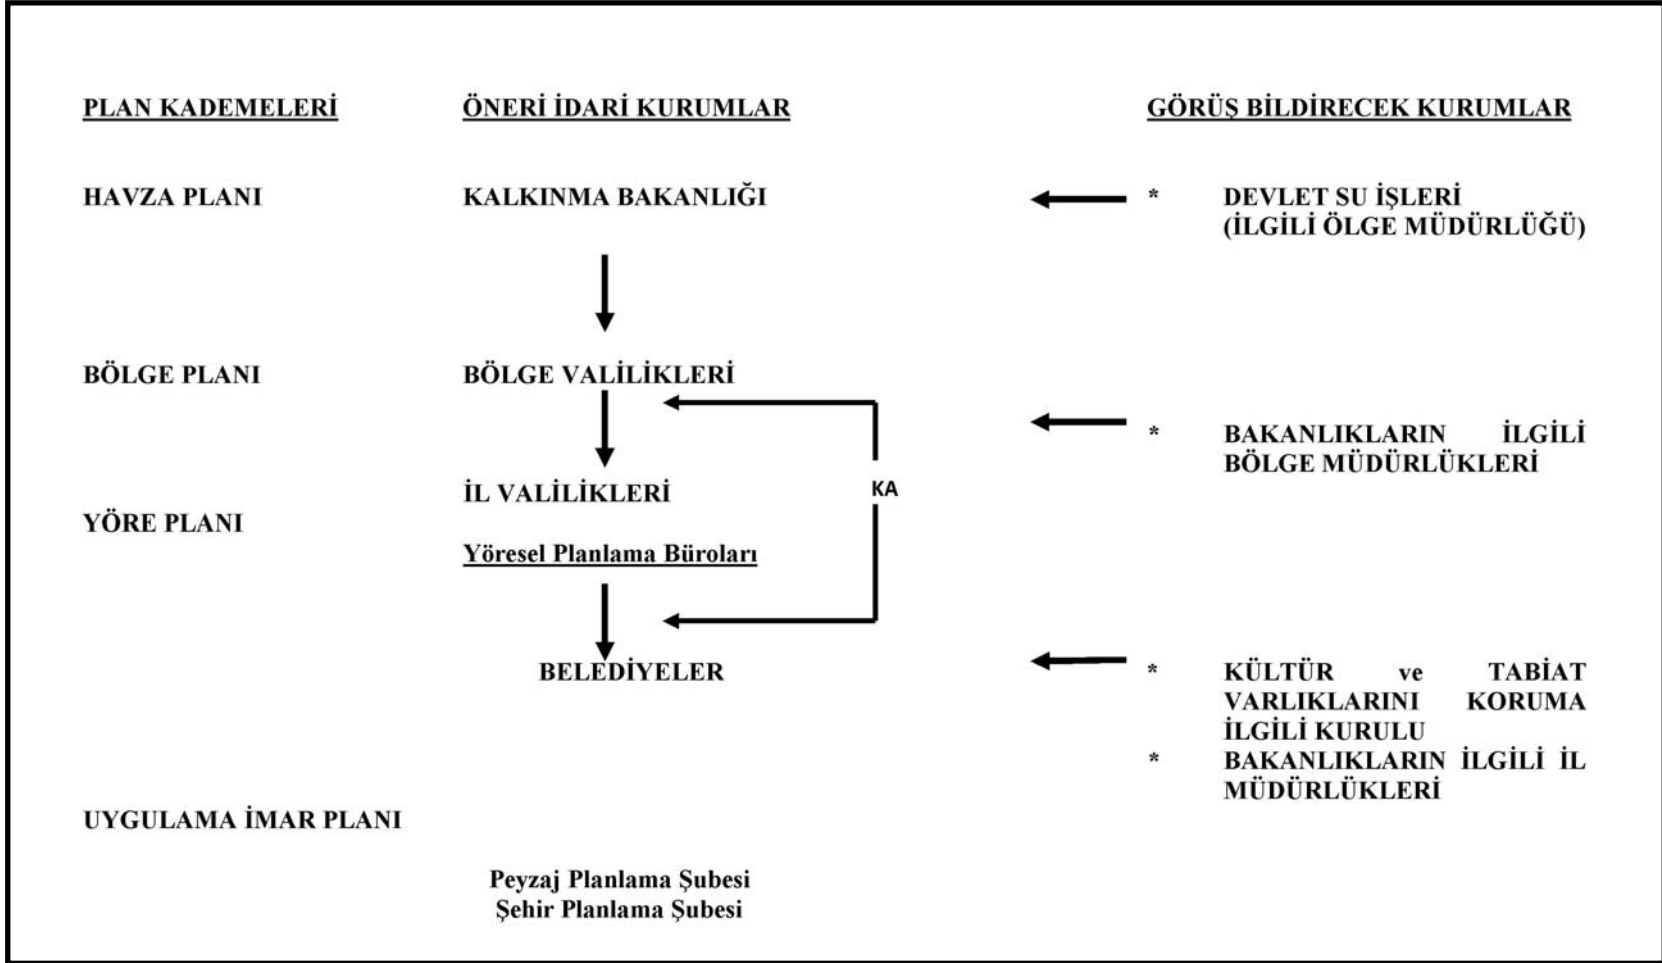 PLAN KADEMELERİ ÖNERİ İDARİ KURUMLAR GÖRÜŞ BİLDİRECEK KURUMLAR
HAVZA PLANI KALKINMA BAKANLIĞI * DEVLET SU İŞLERİ
(İLGİLİ ÖLGE MÜDÜRLÜĞÜ)
BÖLGE PLANI BÖLGE VALİLİKLERİ
* BAKANLIKLARIN İLGİLİ
BÖLGE MÜDÜRLÜKLERİ
İL VALİLİKLERİ KA
YÖRE PLANI
Yöresel Planlama Büroları
BELEDİYELER * KÜLTÜR ve TABİAT
VARLIKLARINI KORUMA
İLGİLİ KURULU
* BAKANLIKLARIN İLGİLİ İL
MÜDÜRLÜKLERİ
UYGULAMA İMAR PLANI
Peyzaj Planlama Şubesi
Şehir Planlama Şubesi